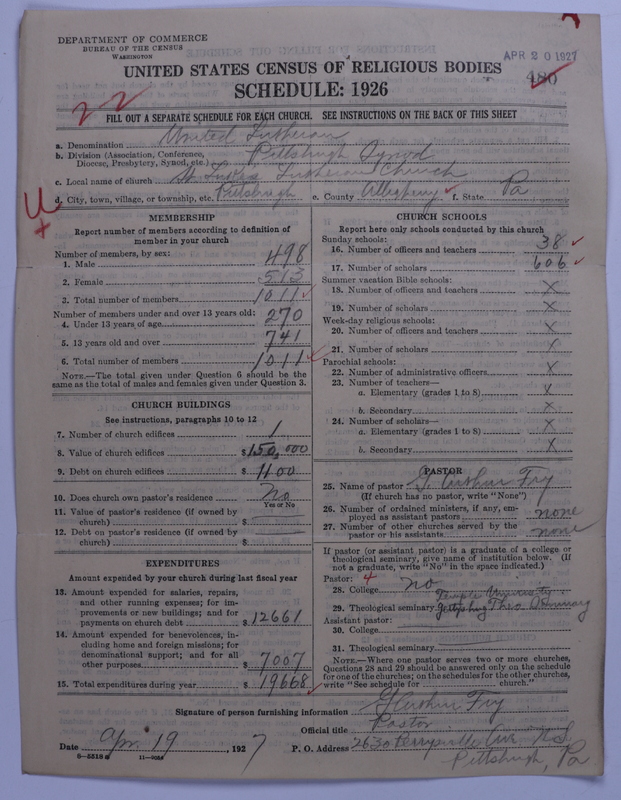 DEPARTMENT OF COMMERCE
BUREAU OF THE CENSUS
WASHINGTON
APR 20 1927
UNITED STATES CENSUS OF RELIGIOUS BODIES
480
SCHEDULE: 1926
22
FILL OUT A SEPARATE SCHEDULE FOR EACH CHURCH. SEE INSTRUCTIONS ON THE BACK OF THIS SHEET
a. Denomination United Lutheran
b. Division (Association, Conference, Diocese, Presbytery, Synod, etc.) Pittsburgh Synod
c. Local name of church St Lukes Lutheran Church
d. City, town, village, or township, etc. Pittsburgh e. County Allegheny f. State Pa
U
MEMBERSHIP
Report number of members according to definition of
member in your church
Number of members, by sex:
1. Male 498
2. Female 513
3. Total number of members 1011
Number of members under and over 13 years old:
4. Under 13 years of age 270
5. 13 years old and over 741
6. Total number of members 1011
NOTE.—The total given under Question 6 should be the
same as the total of males and females given under Question 3.
CHURCH BUILDINGS
See instructions, paragraphs 10 to 12
7. Number of church edifices 1
8. Value of church edifices $150,000
9. Debt on church edifices $1100
10. Does church own pastor's residence No
Yes or No
11. Value of pastor's residence (if owned by
church) $
12. Debt on pastor's residence (if owned by
church) $
EXPENDITURES
Amount expended by your church during last fiscal year
13. Amount expended for salaries, repairs,
and other running expenses; for im-
provements or new buildings; and for
payments on church debt $12661
14. Amount expended for benevolences, in-
cluding home and foreign missions; for
denominational support; and for all
other purposes $7007
15. Total expenditures during year $19668
CHURCH SCHOOLS
Report here only schools conducted by this church
Sunday schools:
16. Number of officers and teachers 38
17. Number of scholars 606
Summer vacation Bible schools:
18. Number of officers and teachers X
19. Number of scholars X
Week-day religious schools:
20. Number of officers and teachers X
21. Number of scholars X
Parochial schools:
22. Number of administrative officers X
23. Number of teachers—
a. Elementary (grades 1 to 8) X
b. Secondary X
24. Number of scholars—
a. Elementary (grades 1 to 8) X
b. Secondary X
PASTOR
25. Name of pastor Arthur Fry
(If church has no pastor, write "None")
26. Number of ordained ministers, if any, em-
ployed as assistant pastors none
27. Number of other churches served by the
pastor or his assistants none
If pastor (or assistant pastor) is a graduate of a college or
theological seminary, give name of institution below. (If
not a graduate, write "No" in the space indicated.)
Pastor: 4
28. College no Temple University
29. Theological seminary Gettysburg Theo. Seminary
Assistant pastor:
30. College
31. Theological seminary
NOTE.—Where one pastor serves two or more churches,
Questions 28 and 29 should be answered only on the schedule
for one of the churches; on the schedules for the other churches,
write "See schedule for church."
Signature of person furnishing information Arthur Fry
Official title Pastor
Date Apr 19, 1927 P. O. Address 2630 Perrysville Ave. N.S.
Pittsburgh, Pa